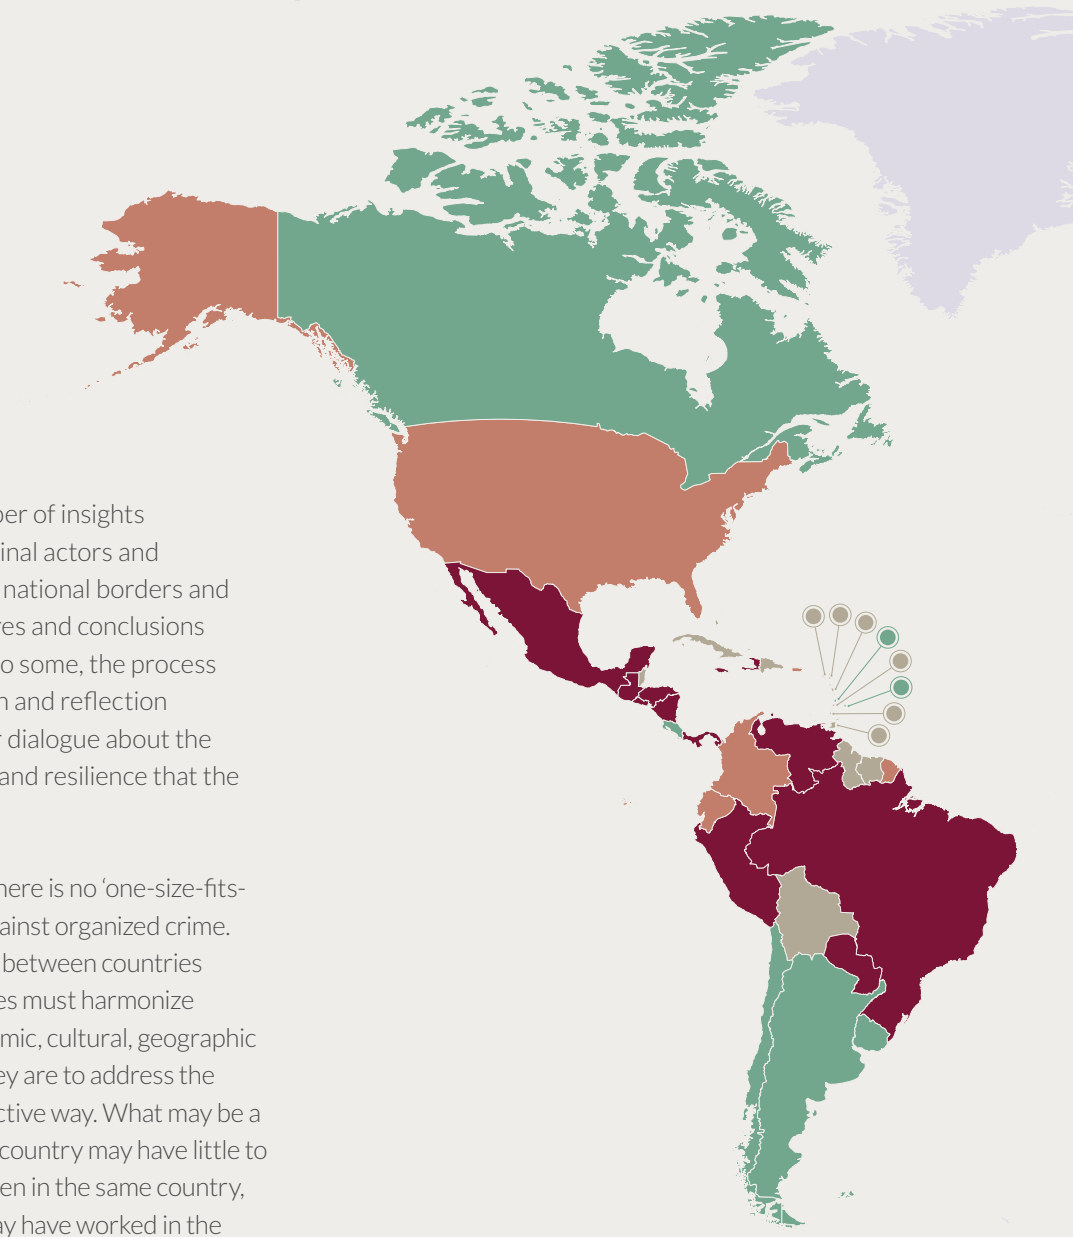 ber of insights
inal actors and
national borders and
res and conclusions
o some, the process
n and reflection
r dialogue about the
and resilience that the
here is no ‘one-size-fits-
ainst organized crime.
between countries
es must harmonize
mic, cultural, geographic
ey are to address the
ctive way. What may be a
country may have little to
en in the same country,
ay have worked in the